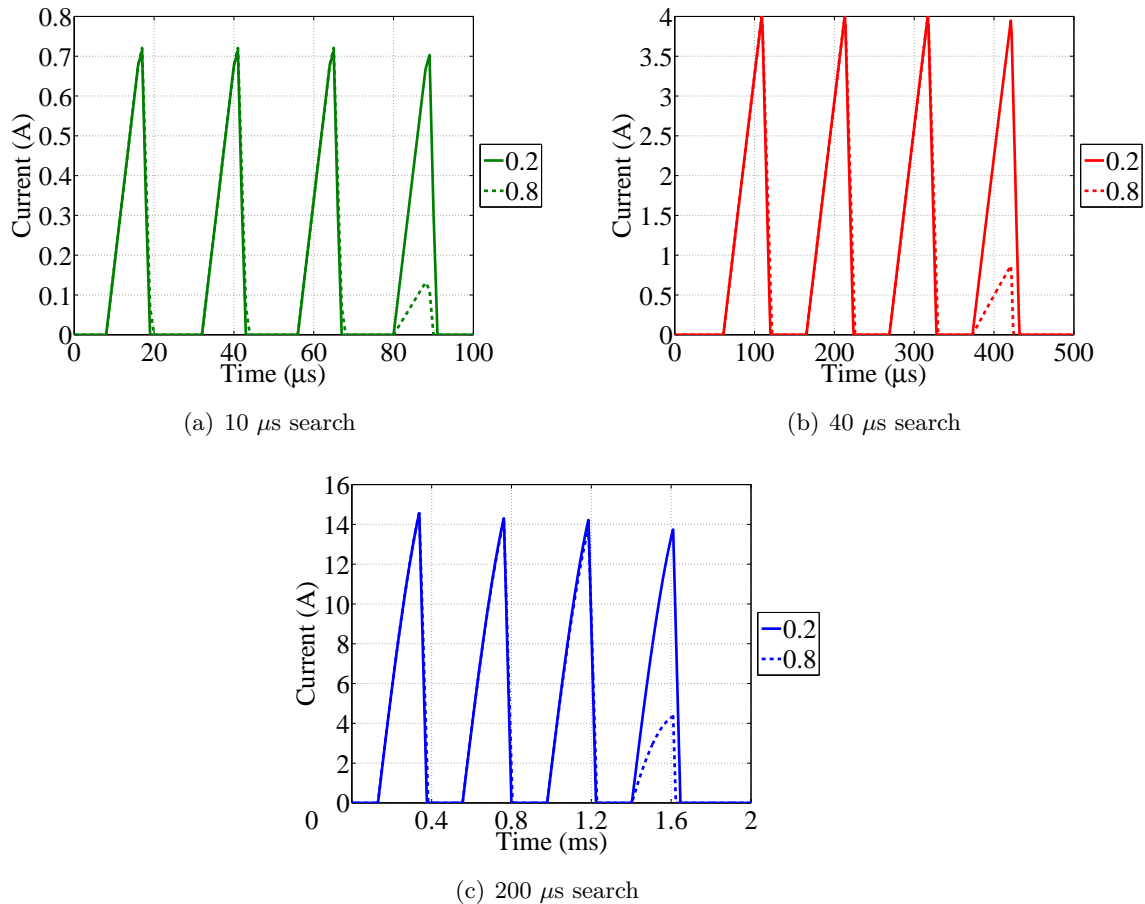 0.8
0.7
0.6
0.5
0.4
0.3
0.2
0.1
0
Current (A)
0 20 40 60 80 100
Time (μs)
0.2
0.8
(a) 10 μs search
4
3.5
3
2.5
2
1.5
1
0.5
0
Current (A)
0 100 200 300 400 500
Time (μs)
0.2
0.8
(b) 40 μs search
16
14
12
10
8
6
4
2
0
Current (A)
0 0.4 0.8 1.2 1.6 2
Time (ms)
0.2
0.8
(c) 200 μs search